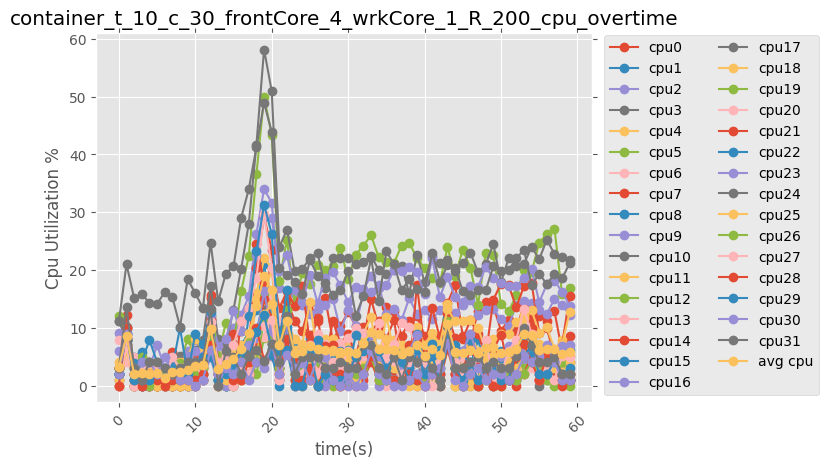 container_t_10_c_30_frontCore_4_wrkCore_1_R_200_cpu_overtime
60
50
40
30
20
10
0
Cpu Utilization %
0
10
20
30
40
50
60
time(s)
cpu0
cpu1
cpu2
cpu3
cpu4
cpu5
cpu6
cpu7
cpu8
cpu9
cpu10
cpu11
cpu12
cpu13
cpu14
cpu15
cpu16
cpu17
cpu18
cpu19
cpu20
cpu21
cpu22
cpu23
cpu24
cpu25
cpu26
cpu27
cpu28
cpu29
cpu30
cpu31
avg cpu